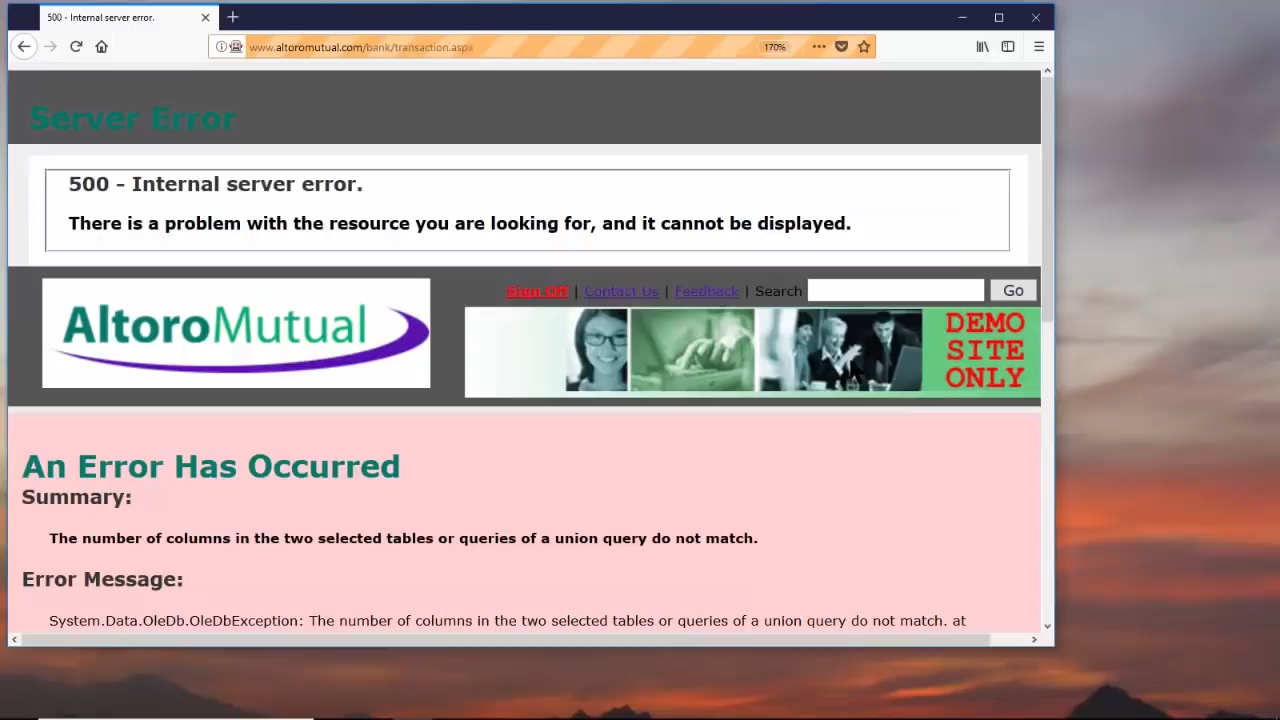 500 - Internal server error.
www.altoromutual.com/bank/transaction.aspx
170%
Server Error
500 - Internal server error.
There is a problem with the resource you are looking for, and it cannot be displayed.
Sign Off | Contact Us | Feedback | Search
Go
AltoroMutual
DEMO
SITE
ONLY
An Error Has Occurred
Summary:
The number of columns in the two selected tables or queries of a union query do not match.
Error Message:
System.Data.OleDb.OleDbException: The number of columns in the two selected tables or queries of a union query do not match. at